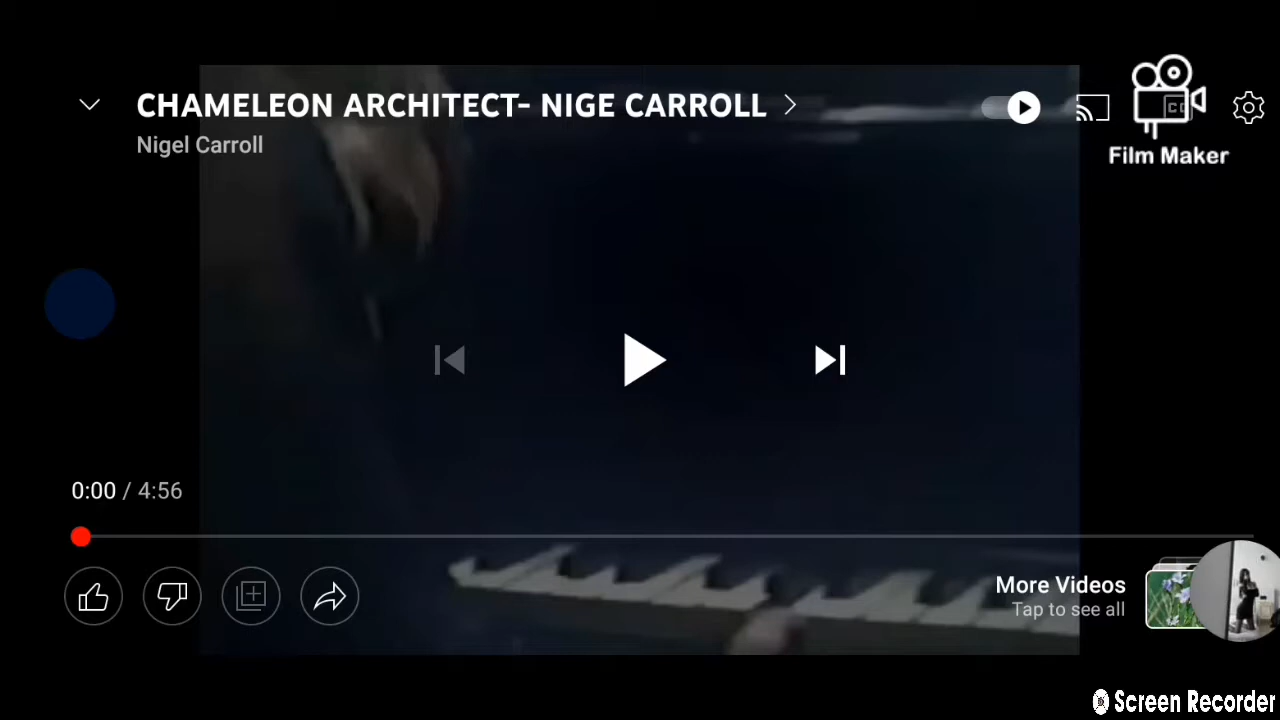 CHAMELEON ARCHITECT- NIGE CARROLL
Nigel Carroll
CC
Film Maker
0:00 / 4:56
More Videos
Tap to see all
Screen Recorder